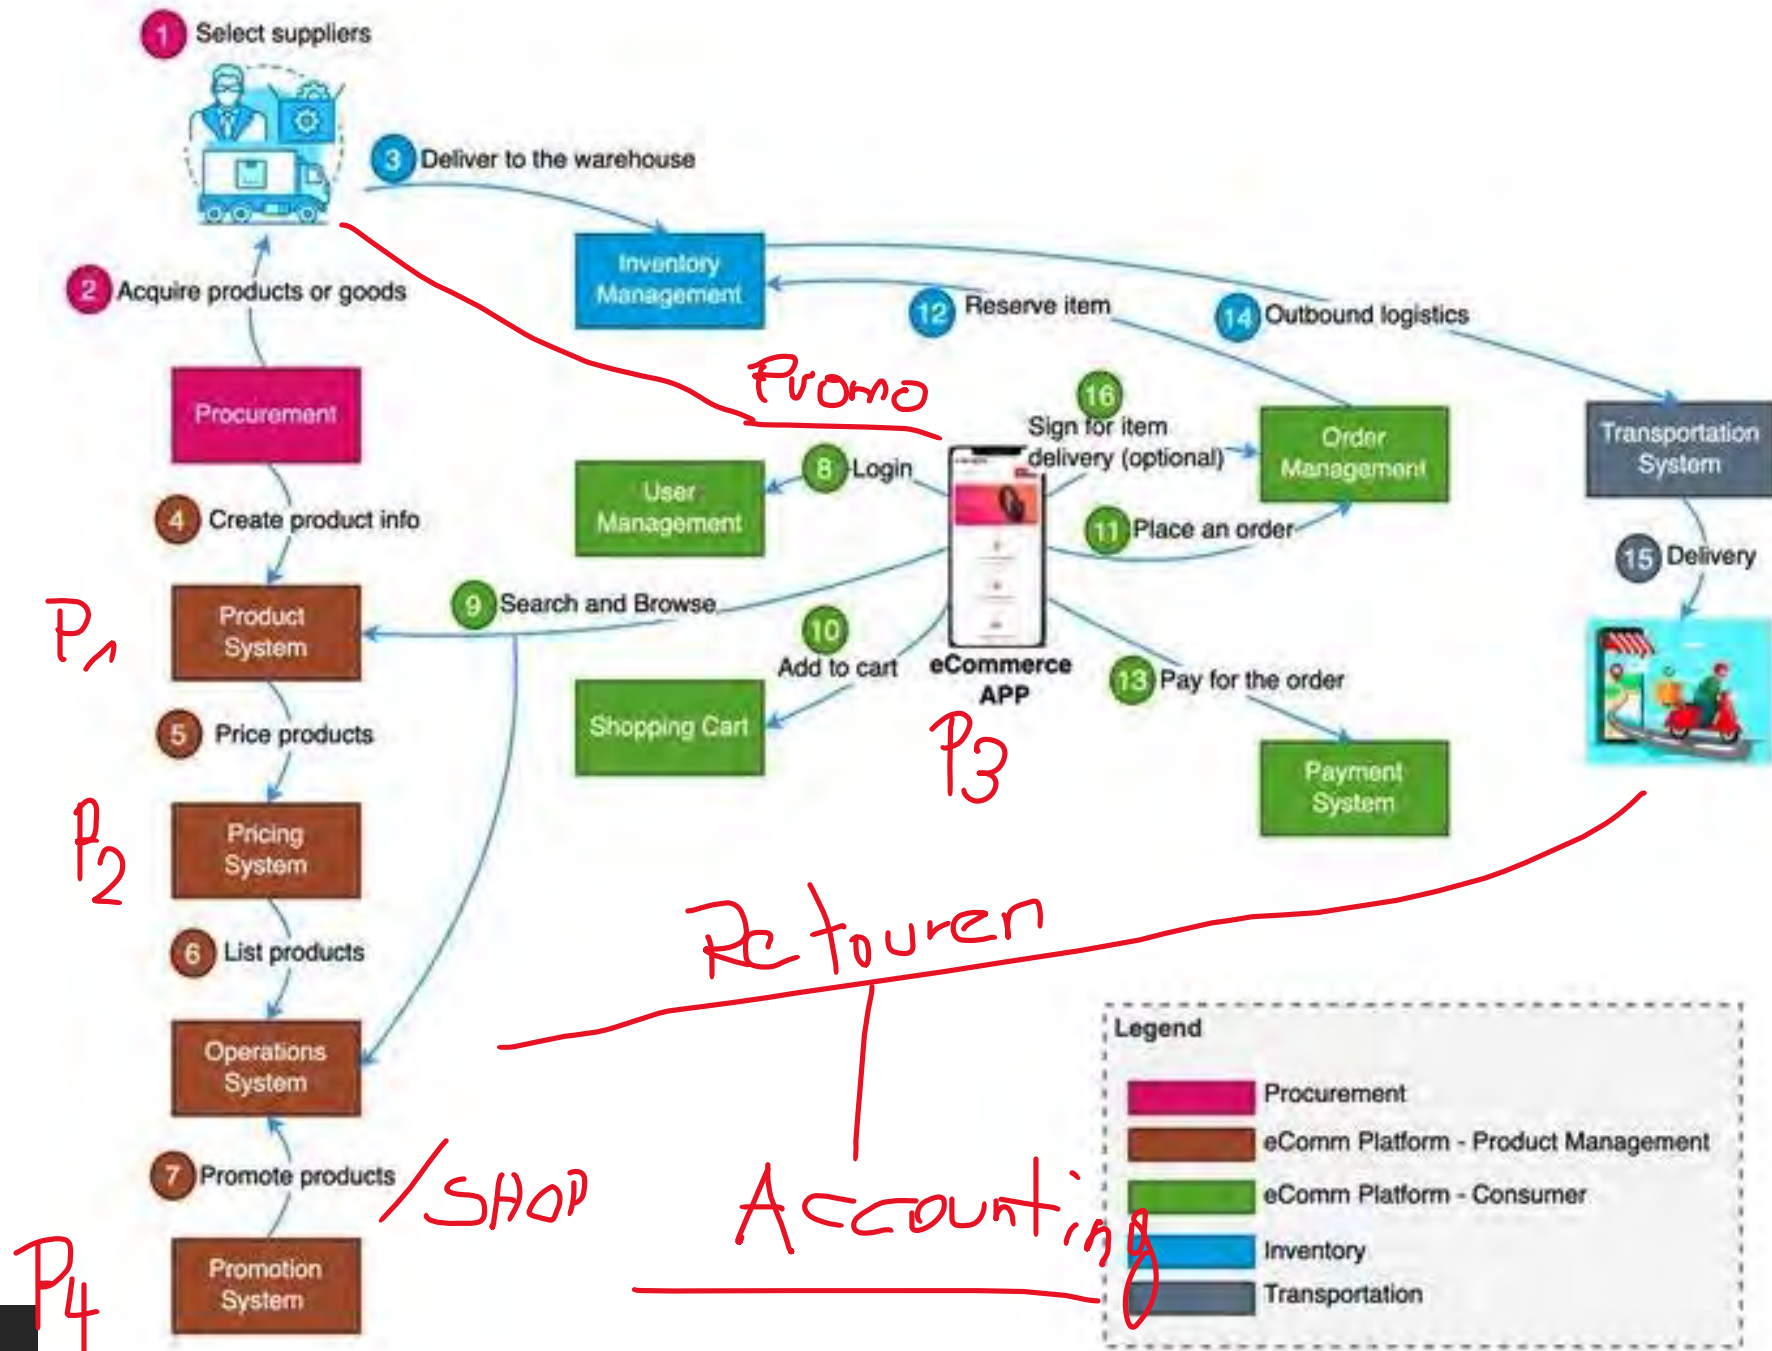 1 Select suppliers
3 Deliver to the warehouse
2 Acquire products or goods
Inventory
Management
12 Reserve item
14 Outbound logistics
Procurement
Promo
16
Sign for item
delivery (optional)
Order
Management
Transportation
System
8 Login
User
Management
4 Create product info
11 Place an order
15 Delivery
P1
Product
System
9 Search and Browse
10
Add to cart
eCommerce
APP
13 Pay for the order
5 Price products
Shopping Cart
P3
Payment
System
P2
Pricing
System
6 List products
Retouren
Operations
System
7 Promote products
/SHOP
Accounting
P4
Promotion
System
Legend
Procurement
eComm Platform - Product Management
eComm Platform - Consumer
Inventory
Transportation